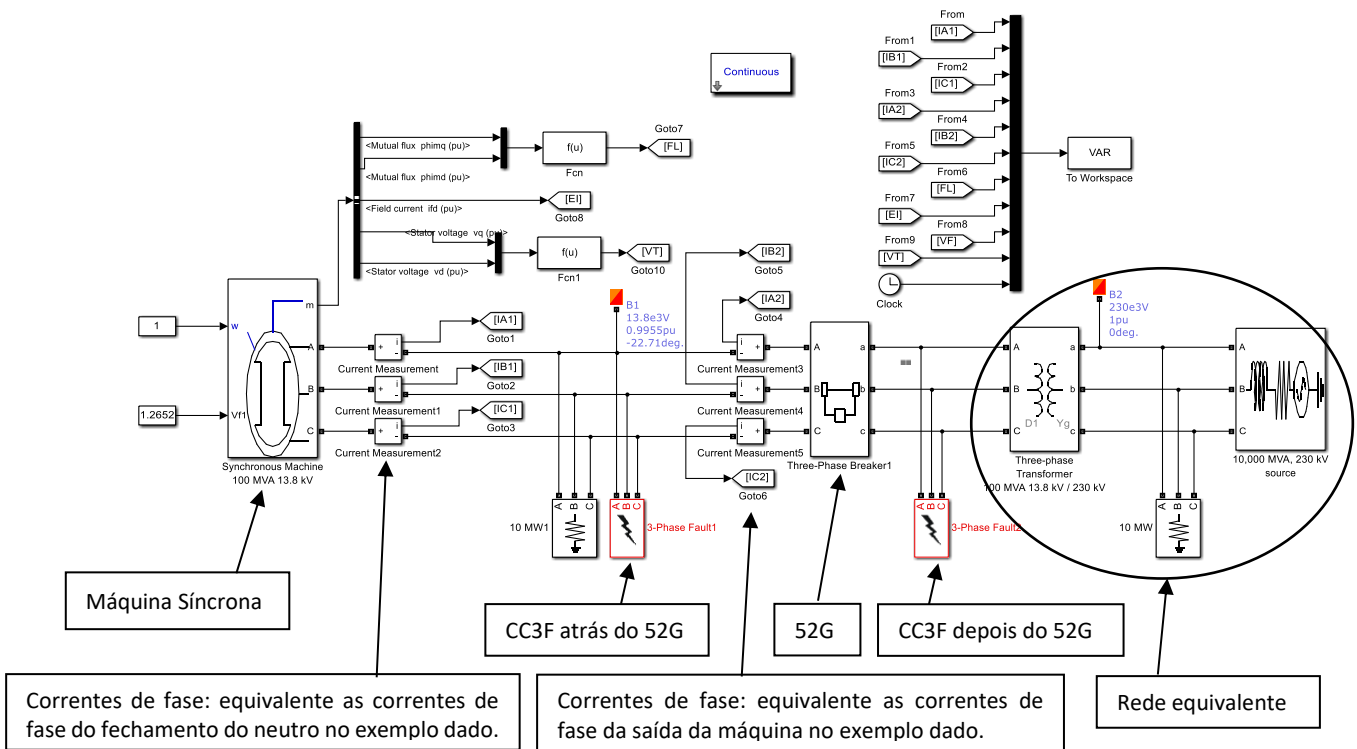 From
[IA1]
From1
[IB1]
From2
[IC1]
From3
[IA2]
From4
[IB2]
From5
[IC2]
From6
[FL]
From7
[EI]
From8
[VF]
From9
[VT]
Clock
VAR
To Workspace
Continuous
<Mutual flux phimq (pu)>
<Mutual flux phimd (pu)>
<Field current ifd (pu)>
<Stator voltage vq (pu)>
<Stator voltage vd (pu)>
f(u)
Fcn
Goto7
[FL]
[EI]
Goto8
f(u)
Fcn1
[VT]
Goto10
1
1.2652
w
Vf1
m
A
B
C
Synchronous Machine
100 MVA 13.8 kV
+ i -
Current Measurement
+ i -
Current Measurement1
+ i -
Current Measurement2
[IA1]
Goto1
[IB1]
Goto2
[IC1]
Goto3
B1
13.8e3V
0.9955pu
-22.71deg.
[IB2]
Goto5
[IA2]
Goto4
i + -
Current Measurement3
i + -
Current Measurement4
i + -
Current Measurement5
[IC2]
Goto6
A B C
10 MW1
A B C
3-Phase Fault1
A
B
C
a
b
c
Three-Phase Breaker1
A B C
3-Phase Fault2
B2
230e3V
1pu
0deg.
A
B
C
a
b
c
D1 Yg
Three-phase
Transformer
100 MVA 13.8 kV / 230 kV
A B C
10 MW
A
B
C
10,000 MVA, 230 kV
source
Máquina Síncrona
CC3F atrás do 52G
52G
CC3F depois do 52G
Rede equivalente
Correntes de fase: equivalente as correntes de
fase do fechamento do neutro no exemplo dado.
Correntes de fase: equivalente as correntes de
fase da saída da máquina no exemplo dado.